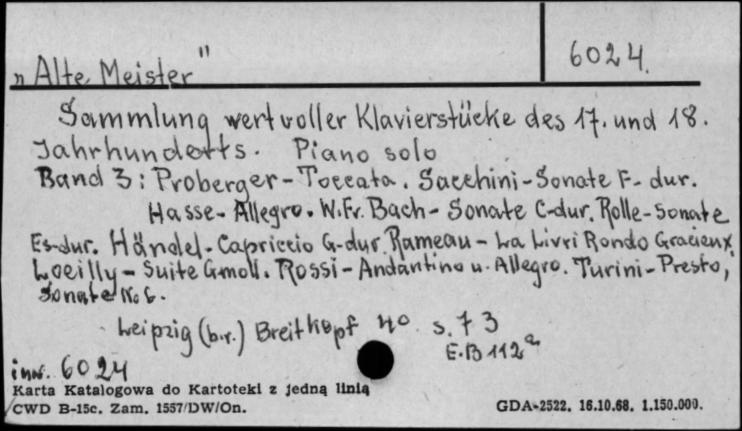 6024.
„Alte Meister"
Sammlung wertvoller Klavierstücke des 17. und 18.
Jahrhunderts. Piano solo
Band 3: Proberger - Toccata. Sacchini - Sonate F-dur.
Hasse - Allegro. W.Fr. Bach - Sonate C-dur. Rolle - Sonate
Es-dur. Händel - Capriccio G-dur. Rameau - La Livri Rondo Gracieux,
Loeilly - Suite G-moll. Rossi - Andantino u. Allegro. Turini - Presto,
Sonate No 6.
Leipzig (b.r.) Breitkopf 4o. s. 73
E.B 112a
inw. 6024
Karta Katalogowa do Kartoteki z jedną linią
CWD B-15c. Zam. 1557/DW/On.
GDA-2522. 16.10.68. 1.150.000.